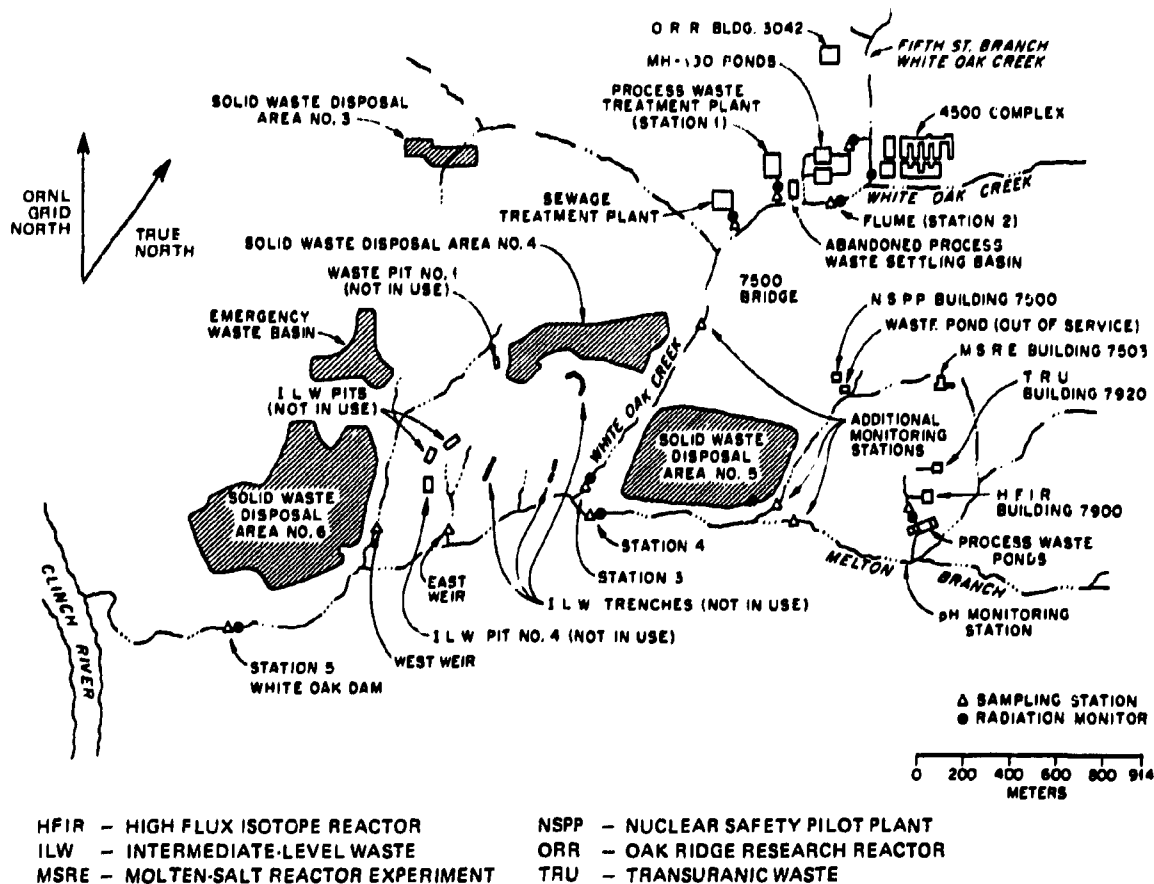 O R R BLDG. 3042
FIFTH ST. BRANCH
WHITE OAK CREEK
PONDS
PROCESS WASTE
TREATMENT PLANT
(STATION 1)
4500 COMPLEX
SOLID WASTE DISPOSAL
AREA NO. 3
ORNL
GRID
NORTH
TRUE
NORTH
SEWAGE
TREATMENT PLANT
WHITE OAK CREEK
FLUME (STATION 2)
ABANDONED PROCESS
WASTE SETTLING BASIN
SOLID WASTE DISPOSAL AREA NO. 4
WASTE PIT NO. 1
(NOT IN USE)
7500
BRIDGE
EMERGENCY
WASTE BASIN
N S P P BUILDING 7500
WASTE POND (OUT OF SERVICE)
M S R E BUILDING 7503
T R U
BUILDING 7920
I L W PITS
(NOT IN USE)
WHITE OAK CREEK
ADDITIONAL
MONITORING
STATIONS
SOLID WASTE
DISPOSAL
AREA NO. 5
SOLID WASTE
DISPOSAL
AREA NO. 6
H F I R
BUILDING 7900
PROCESS WASTE
PONDS
STATION 4
MELTON BRANCH
EAST
WEIR
STATION 3
CLINCH RIVER
I L W TRENCHES (NOT IN USE)
pH MONITORING
STATION
I L W PIT NO. 4 (NOT IN USE)
WEST WEIR
STATION 5
WHITE OAK DAM
SAMPLING STATION
RADIATION MONITOR
0 200 400 600 800 914
METERS
HFIR – HIGH FLUX ISOTOPE REACTOR
ILW – INTERMEDIATE-LEVEL WASTE
MSRE – MOLTEN-SALT REACTOR EXPERIMENT
NSPP – NUCLEAR SAFETY PILOT PLANT
ORR – OAK RIDGE RESEARCH REACTOR
TRU – TRANSURANIC WASTE